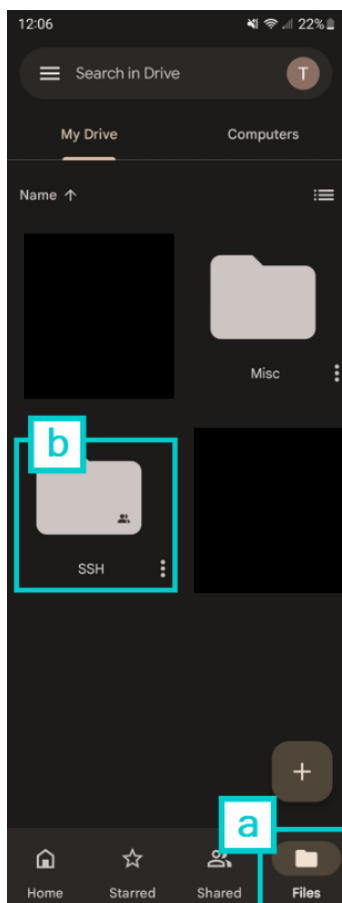 12:06 22%
Search in Drive T
My Drive Computers
Name
Misc
b
SSH
a
Home Starred Shared Files